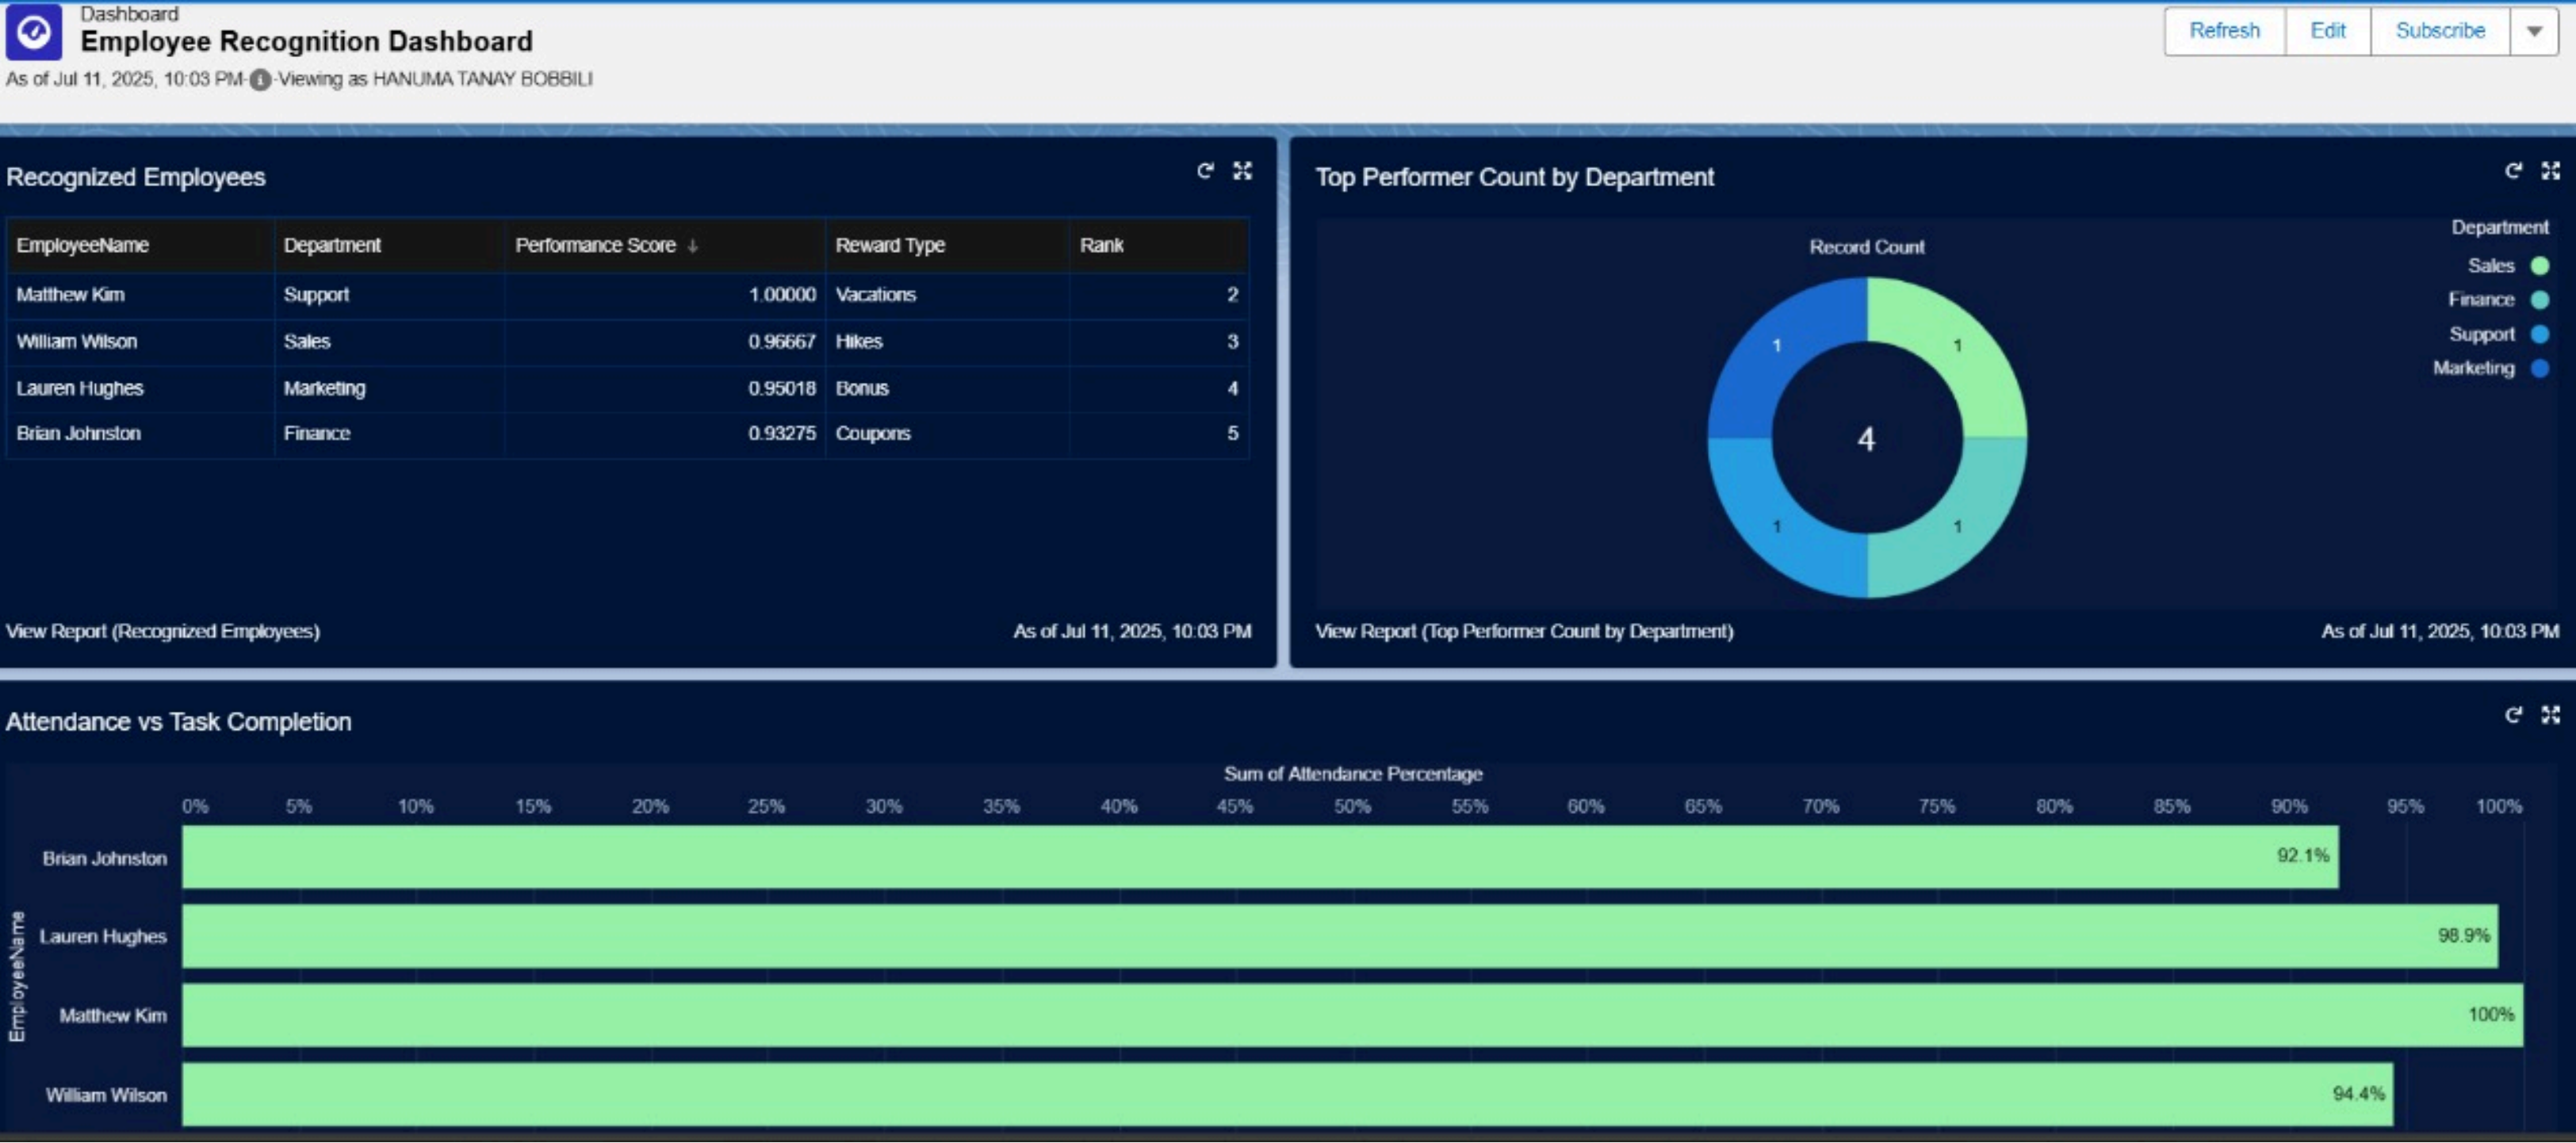 Dashboard
Employee Recognition Dashboard
As of Jul 11, 2025, 10:03 PM·Viewing as HANUMA TANAY BOBBILI
Refresh Edit Subscribe
Recognized Employees
EmployeeName Department Performance Score ↓ Reward Type Rank
Matthew Kim Support 1.00000 Vacations 2
William Wilson Sales 0.96667 Hikes 3
Lauren Hughes Marketing 0.95018 Bonus 4
Brian Johnston Finance 0.93275 Coupons 5
View Report (Recognized Employees) As of Jul 11, 2025, 10:03 PM
Top Performer Count by Department
Record Count
1 1
4
1 1
Department
Sales
Finance
Support
Marketing
View Report (Top Performer Count by Department) As of Jul 11, 2025, 10:03 PM
Attendance vs Task Completion
Sum of Attendance Percentage
0% 5% 10% 15% 20% 25% 30% 35% 40% 45% 50% 55% 60% 65% 70% 75% 80% 85% 90% 95% 100%
EmployeeName
Brian Johnston 92.1%
Lauren Hughes 98.9%
Matthew Kim 100%
William Wilson 94.4%